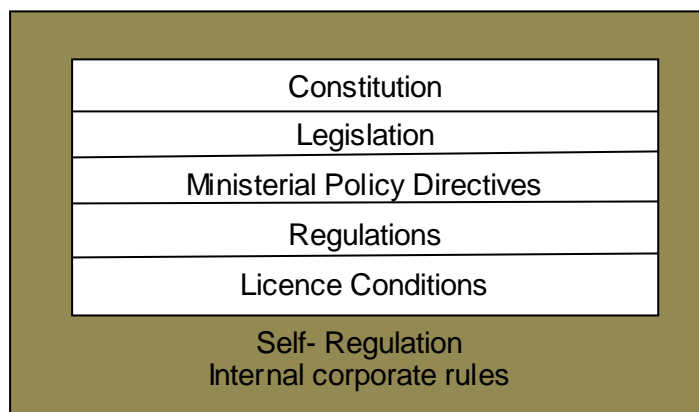 Constitution
Legislation
Ministerial Policy Directives
Regulations
Licence Conditions
Self- Regulation
Internal corporate rules